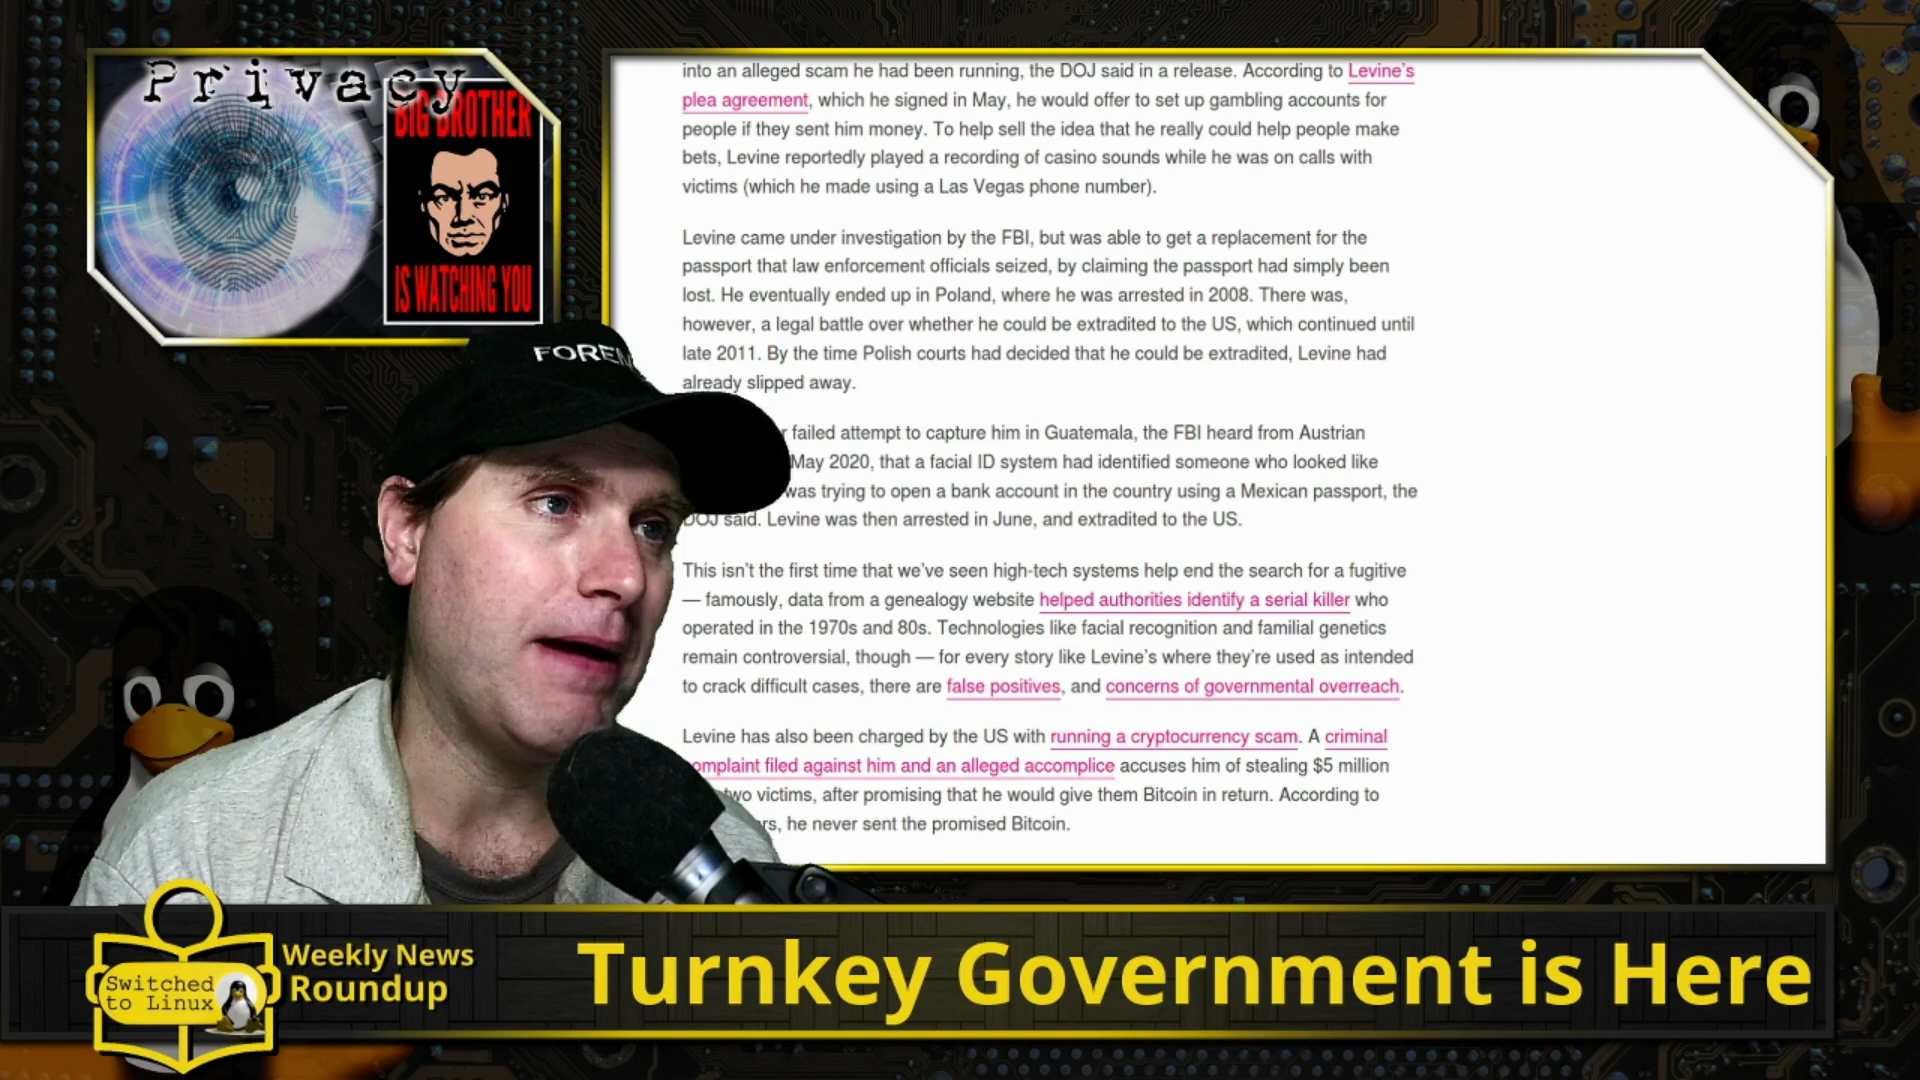 Privacy
BIG BROTHER
IS WATCHING YOU
into an alleged scam he had been running, the DOJ said in a release. According to Levine's
plea agreement, which he signed in May, he would offer to set up gambling accounts for
people if they sent him money. To help sell the idea that he really could help people make
bets, Levine reportedly played a recording of casino sounds while he was on calls with
victims (which he made using a Las Vegas phone number).
Levine came under investigation by the FBI, but was able to get a replacement for the
passport that law enforcement officials seized, by claiming the passport had simply been
lost. He eventually ended up in Poland, where he was arrested in 2008. There was,
however, a legal battle over whether he could be extradited to the US, which continued until
late 2011. By the time Polish courts had decided that he could be extradited, Levine had
already slipped away.
failed attempt to capture him in Guatemala, the FBI heard from Austrian
May 2020, that a facial ID system had identified someone who looked like
was trying to open a bank account in the country using a Mexican passport, the
DOJ said. Levine was then arrested in June, and extradited to the US.
This isn't the first time that we've seen high-tech systems help end the search for a fugitive
— famously, data from a genealogy website helped authorities identify a serial killer who
operated in the 1970s and 80s. Technologies like facial recognition and familial genetics
remain controversial, though — for every story like Levine's where they're used as intended
to crack difficult cases, there are false positives, and concerns of governmental overreach.
Levine has also been charged by the US with running a cryptocurrency scam. A criminal
complaint filed against him and an alleged accomplice accuses him of stealing $5 million
two victims, after promising that he would give them Bitcoin in return. According to
he never sent the promised Bitcoin.
Switched
to Linux
Weekly News
Roundup
Turnkey Government is Here